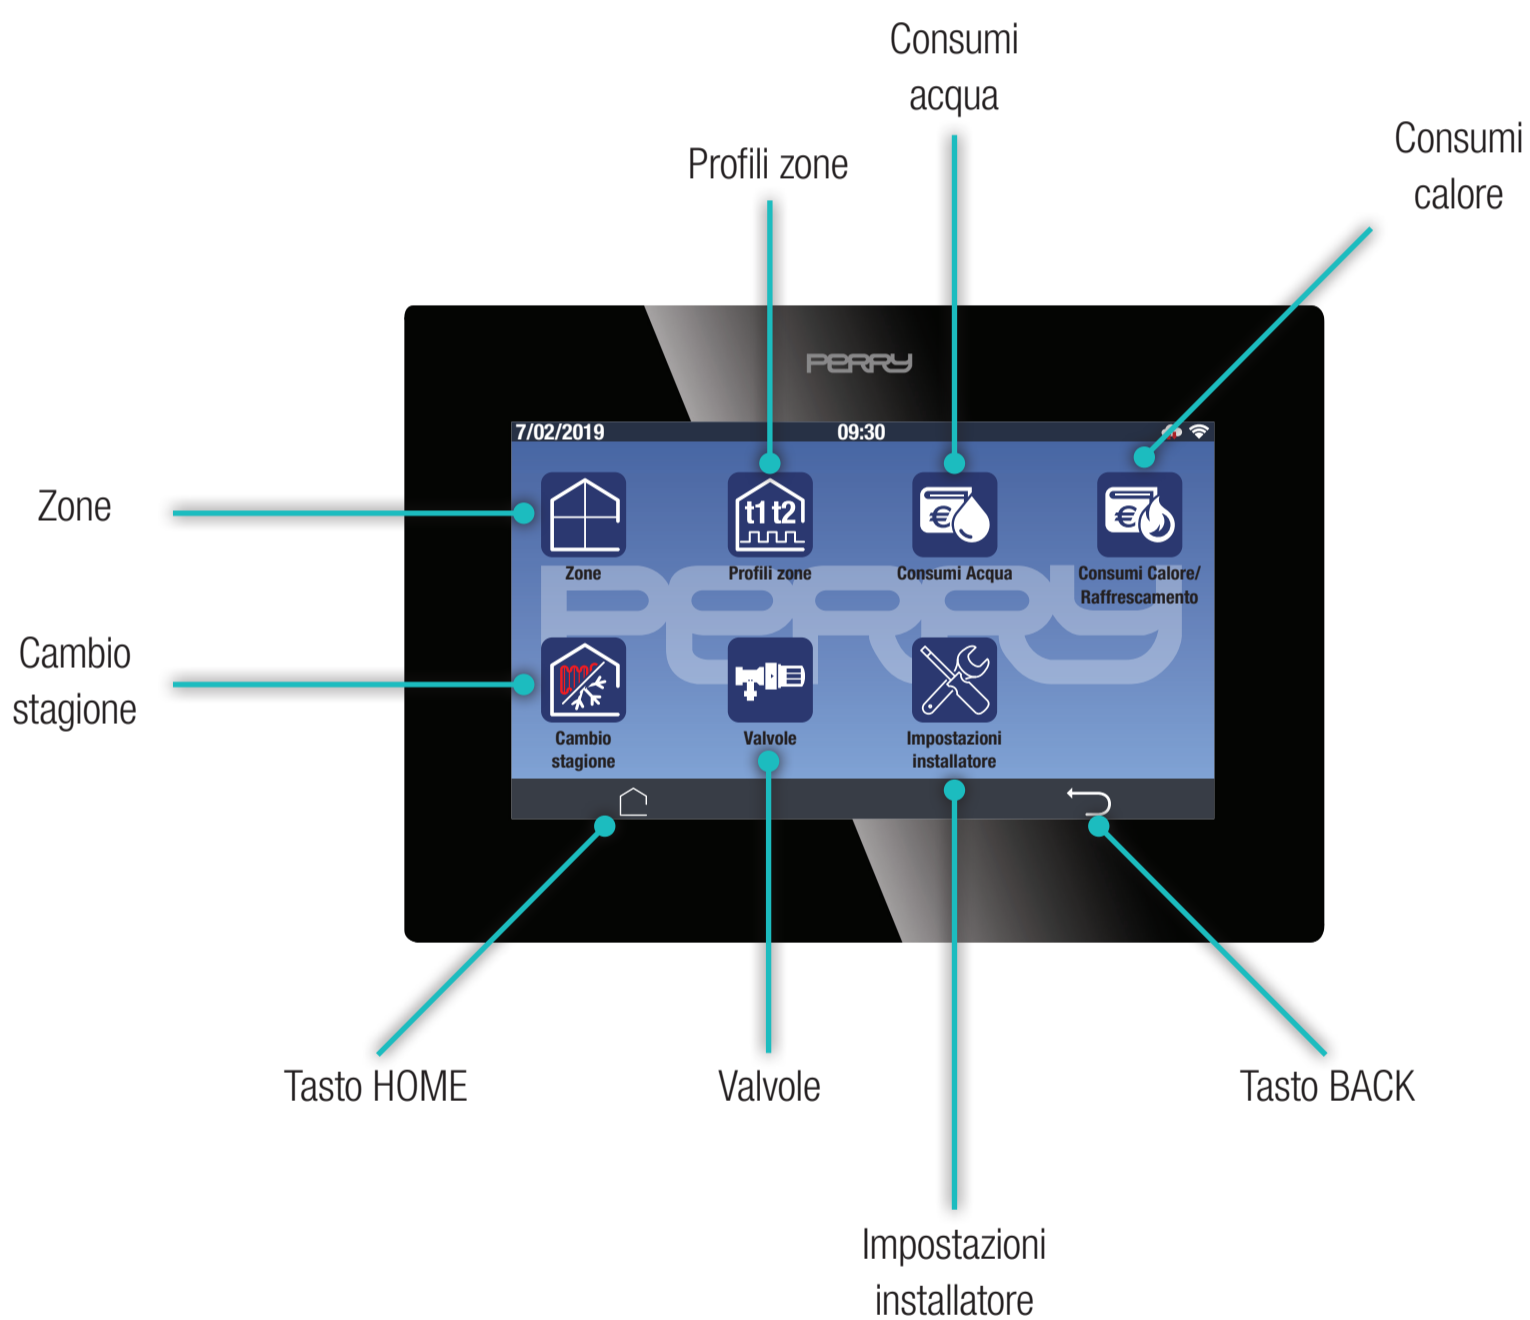 Consumi
acqua
Consumi
calore
Profili zone
PERRY
7/02/2019 09:30
Zone
Cambio
stagione
t1 t2
€
€
Zone
Profili zone
Consumi Acqua
Consumi Calore/
Raffrescamento
PERRY
Cambio
stagione
Valvole
Impostazioni
installatore
Tasto HOME
Valvole
Tasto BACK
Impostazioni
installatore